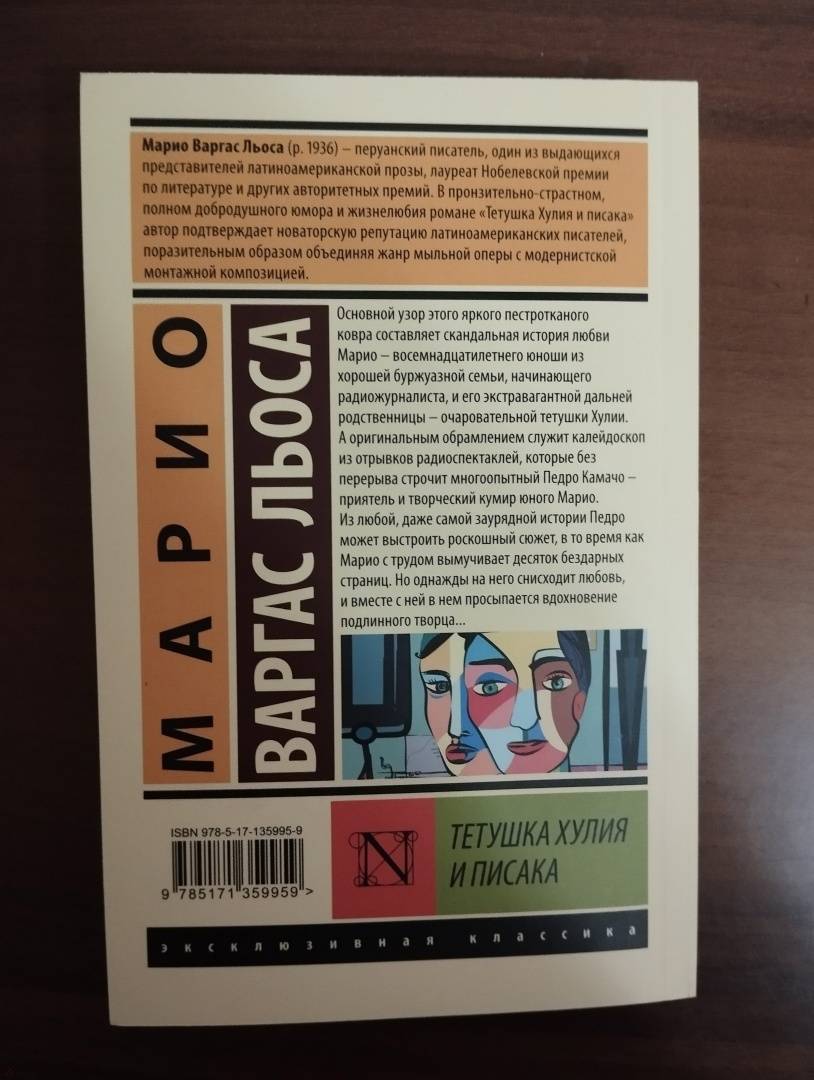 Марио Варгас Льоса (р. 1936) – перуанский писатель, один из выдающихся
представителей латиноамериканской прозы, лауреат Нобелевской премии
по литературе и других авторитетных премий. В пронзительно-страстном,
полном добродушного юмора и жизнелюбия романе «Тетушка Хулия и писака»
автор подтверждает новаторскую репутацию латиноамериканских писателей,
поразительным образом объединяя жанр мыльной оперы с модернистской
монтажной композицией.
МАРИО
ВАРГАС ЛЬОСА
Основной узор этого яркого пестротканого
ковра составляет скандальная история любви
Марио – восемнадцатилетнего юноши из
хорошей буржуазной семьи, начинающего
радиожурналиста, и его экстравагантной дальней
родственницы – очаровательной тетушки Хулии.
А оригинальным обрамлением служит калейдоскоп
из отрывков радиоспектаклей, которые без
перерыва строчит многоопытный Педро Камачо –
приятель и творческий кумир юного Марио.
Из любой, даже самой заурядной истории Педро
может выстроить роскошный сюжет, в то время как
Марио с трудом вымучивает десяток бездарных
страниц. Но однажды на него снисходит любовь,
и вместе с ней в нем просыпается вдохновение
подлинного творца...
ISBN 978-5-17-135995-9
9 785171 359959 >
N
ТЕТУШКА ХУЛИЯ
И ПИСАКА
эксклюзивная классика